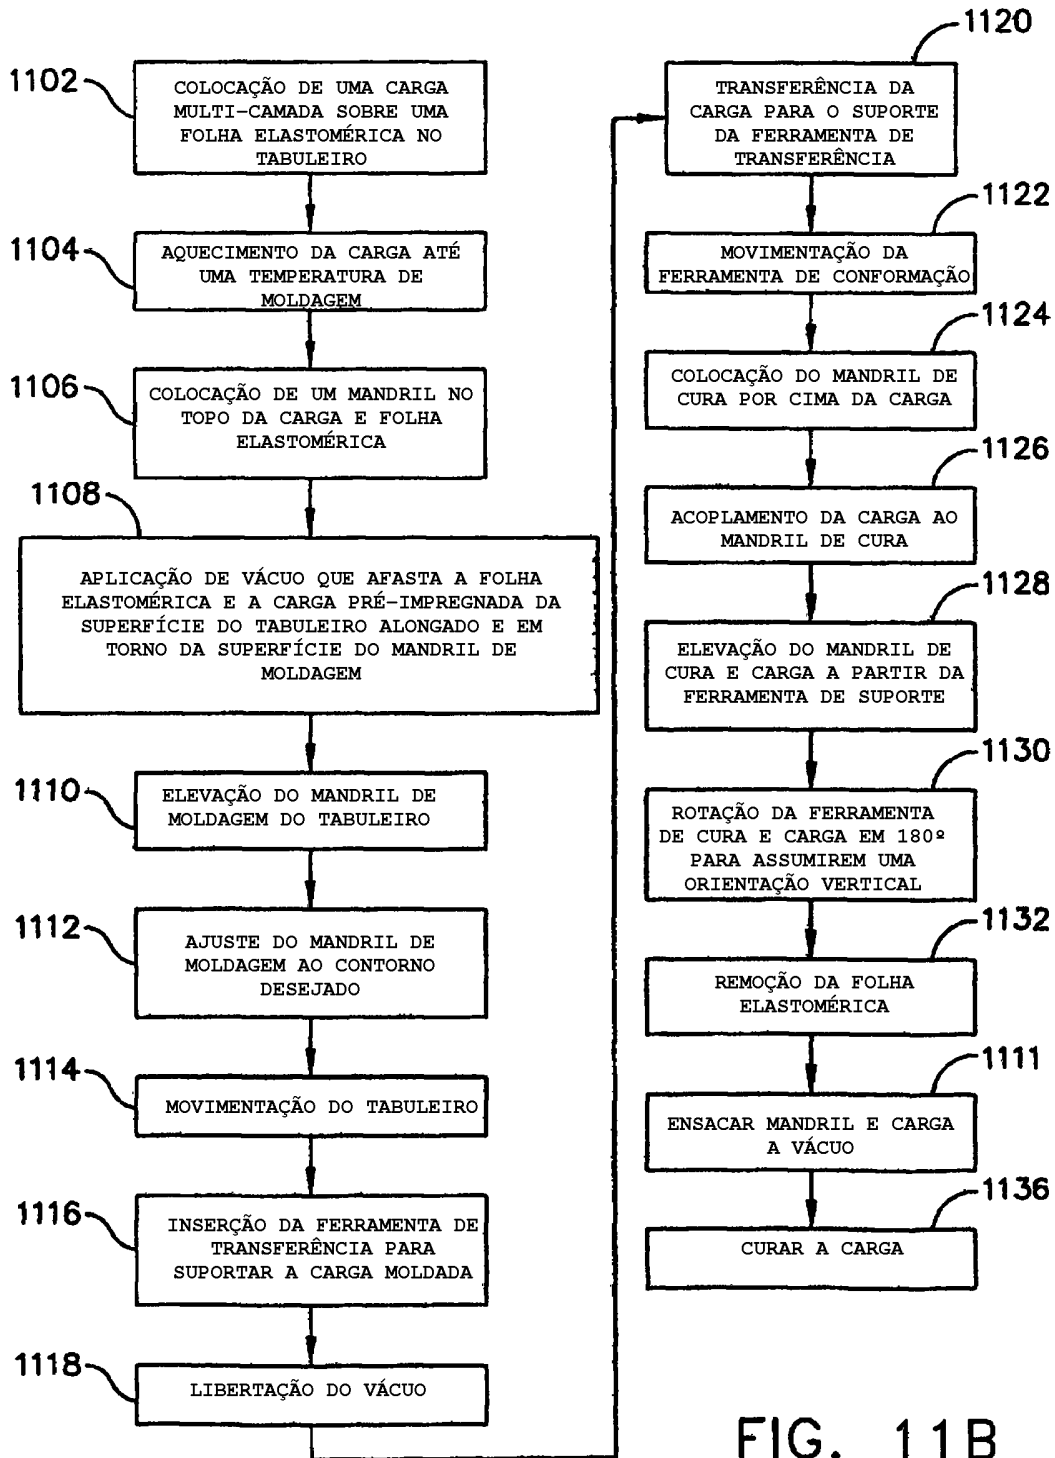 1102
COLOCAÇÃO DE UMA CARGA
MULTI-CAMADA SOBRE UMA
FOLHA ELASTOMÉRICA NO
TABULEIRO
1104
AQUECIMENTO DA CARGA ATÉ
UMA TEMPERATURA DE
MOLDAGEM
1106
COLOCAÇÃO DE UM MANDRIL NO
TOPO DA CARGA E FOLHA
ELASTOMÉRICA
1108
APLICAÇÃO DE VÁCUO QUE AFASTA A FOLHA
ELASTOMÉRICA E A CARGA PRÉ-IMPREGNADA DA
SUPERFÍCIE DO TABULEIRO ALONGADO E EM
TORNO DA SUPERFÍCIE DO MANDRIL DE
MOLDAGEM
1110
ELEVAÇÃO DO MANDRIL DE
MOLDAGEM DO TABULEIRO
1112
AJUSTE DO MANDRIL DE
MOLDAGEM AO CONTORNO
DESEJADO
1114
MOVIMENTAÇÃO DO TABULEIRO
1116
INSERÇÃO DA FERRAMENTA DE
TRANSFERÊNCIA PARA
SUPORTAR A CARGA MOLDADA
1118
LIBERTAÇÃO DO VÁCUO
1120
TRANSFERÊNCIA DA
CARGA PARA O SUPORTE
DA FERRAMENTA DE
TRANSFERÊNCIA
1122
MOVIMENTAÇÃO DA
FERRAMENTA DE CONFORMAÇÃO
1124
COLOCAÇÃO DO MANDRIL DE
CURA POR CIMA DA CARGA
1126
ACOPLAMENTO DA CARGA AO
MANDRIL DE CURA
1128
ELEVAÇÃO DO MANDRIL DE
CURA E CARGA A PARTIR DA
FERRAMENTA DE SUPORTE
1130
ROTAÇÃO DA FERRAMENTA
DE CURA E CARGA EM 180º
PARA ASSUMIREM UMA
ORIENTAÇÃO VERTICAL
1132
REMOÇÃO DA FOLHA
ELASTOMÉRICA
1111
ENSACAR MANDRIL E CARGA
A VÁCUO
1136
CURAR A CARGA
FIG. 11B